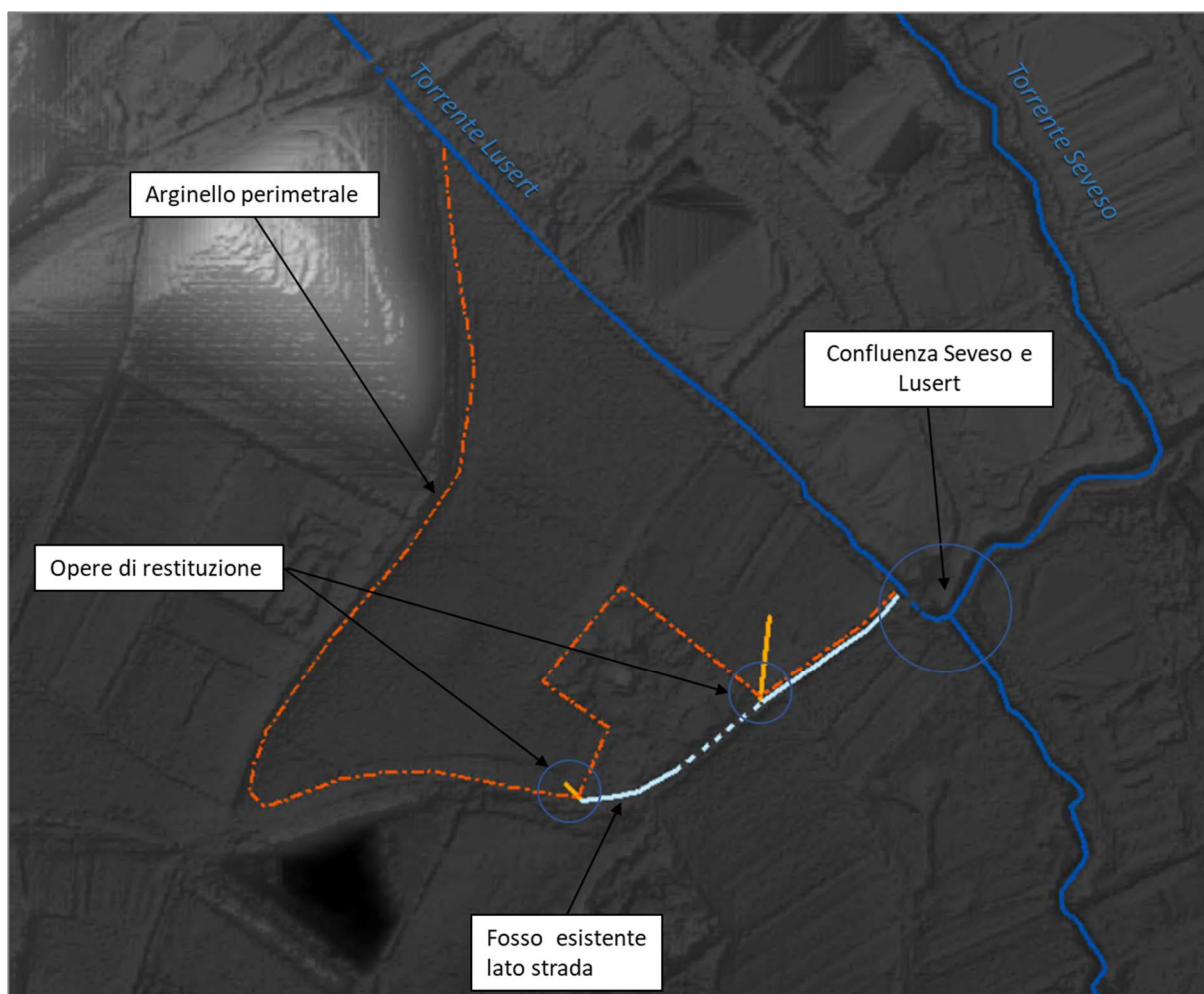 Torrente Lusert
Torrente Seveso
Arginello perimetrale
Confluenza Seveso e
Lusert
Opere di restituzione
Fosso esistente
lato strada